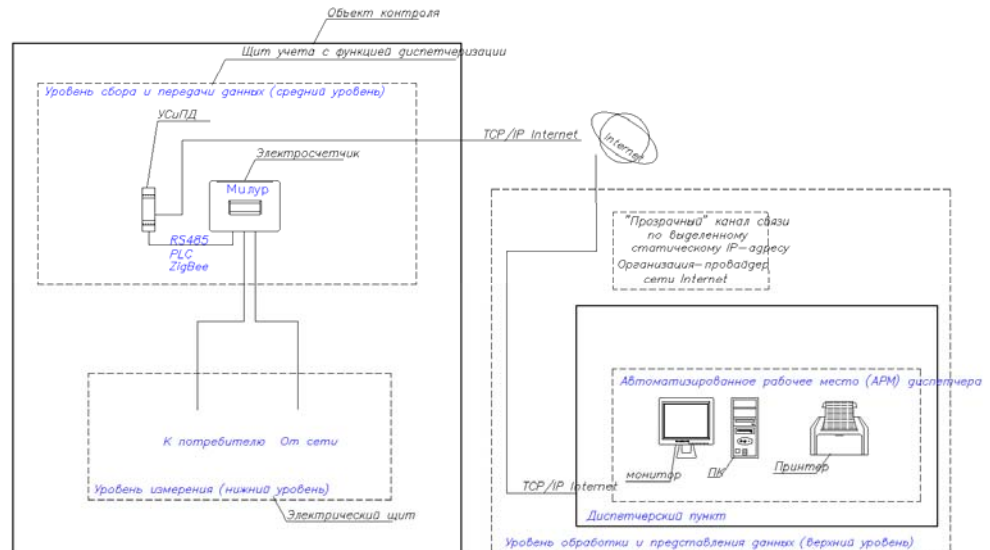 Объект контроля
Щит учета с функцией диспетчеризации
Уровень сбора и передачи данных (средний уровень)
УСиПД
TCP/IP Internet
Internet
Электросчетчик
Милур
RS485
PLC
ZigBee
"Прозрачный" канал связи
по выделенному
статическому IP-адресу
Организация-провайдер
сети Internet
Автоматизированное рабочее место (АРМ) диспетчера
К потребителю От сети
монитор
ПК
Принтер
TCP/IP Internet
Уровень измерения (нижний уровень)
Электрический щит
Диспетчерский пункт
Уровень обработки и представления данных (верхний уровень)